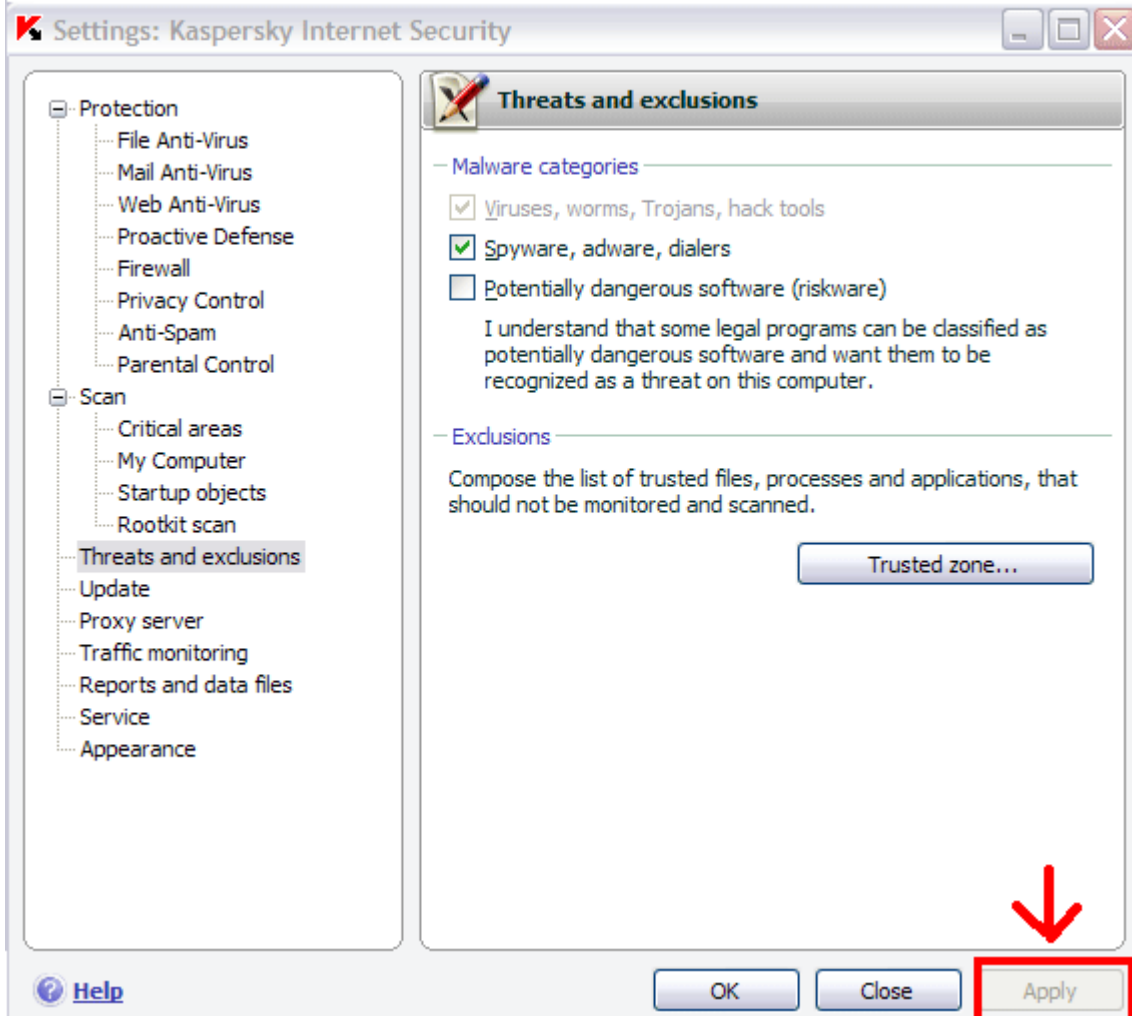 Settings: Kaspersky Internet Security
Protection
File Anti-Virus
Mail Anti-Virus
Web Anti-Virus
Proactive Defense
Firewall
Privacy Control
Anti-Spam
Parental Control
Scan
Critical areas
My Computer
Startup objects
Rootkit scan
Threats and exclusions
Update
Proxy server
Traffic monitoring
Reports and data files
Service
Appearance
Threats and exclusions
Malware categories
Viruses, worms, Trojans, hack tools
Spyware, adware, dialers
Potentially dangerous software (riskware)
I understand that some legal programs can be classified as
potentially dangerous software and want them to be
recognized as a threat on this computer.
Exclusions
Compose the list of trusted files, processes and applications, that
should not be monitored and scanned.
Trusted zone...
Help
OK
Close
Apply